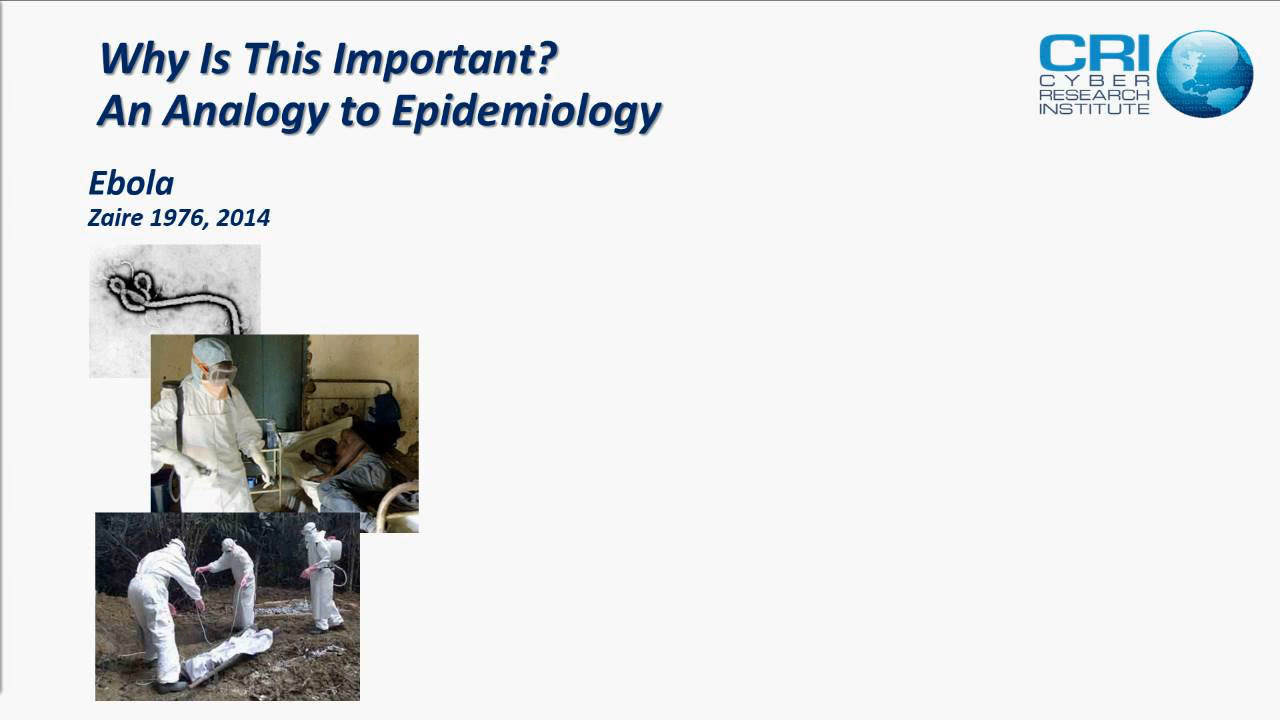 Why Is This Important?
An Analogy to Epidemiology
CRI
CYBER
RESEARCH
INSTITUTE
Ebola
Zaire 1976, 2014